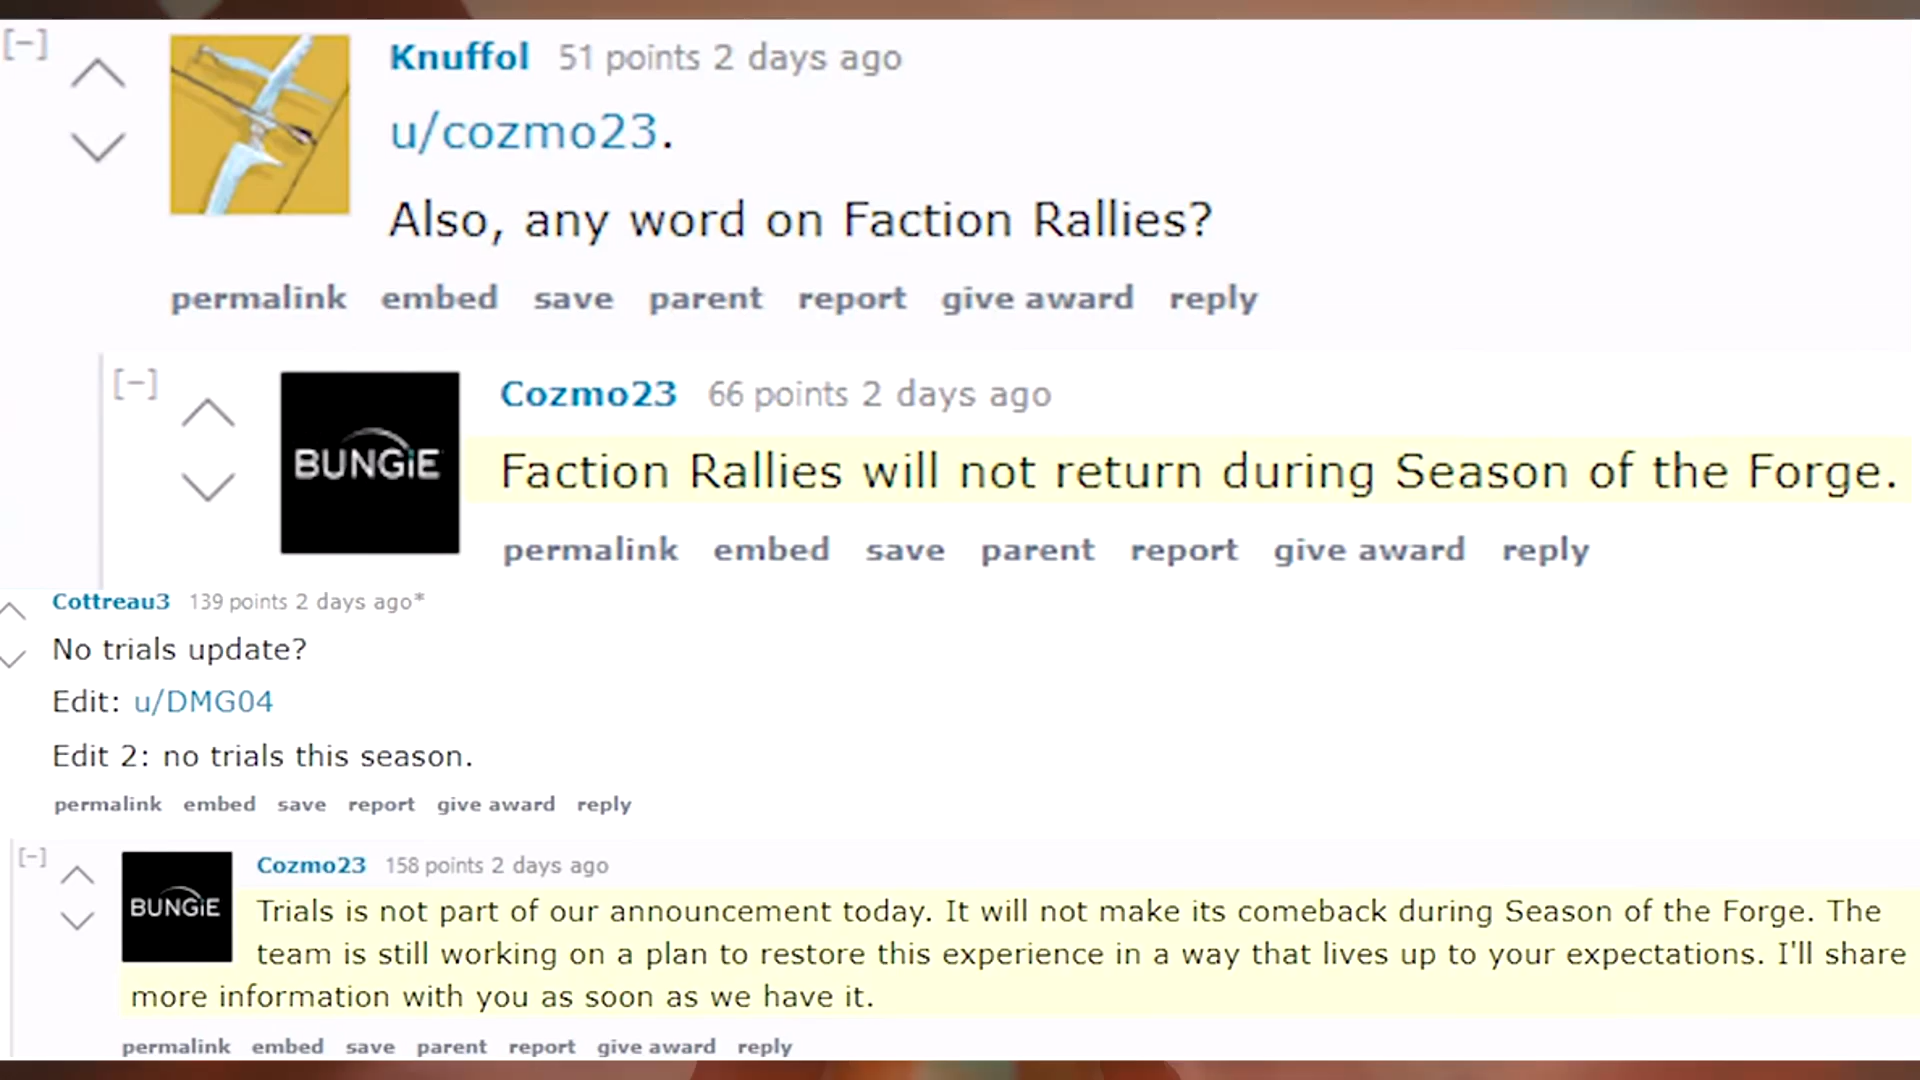 [−]
Knuffol 51 points 2 days ago
u/cozmo23.
Also, any word on Faction Rallies?
permalink embed save parent report give award reply
[−]
BUNGiE
Cozmo23 66 points 2 days ago
Faction Rallies will not return during Season of the Forge.
permalink embed save parent report give award reply
Cottreau3 139 points 2 days ago*
No trials update?
Edit: u/DMG04
Edit 2: no trials this season.
permalink embed save report give award reply
[−]
BUNGiE
Cozmo23 158 points 2 days ago
Trials is not part of our announcement today. It will not make its comeback during Season of the Forge. The
team is still working on a plan to restore this experience in a way that lives up to your expectations. I'll share
more information with you as soon as we have it.
permalink embed save parent report give award reply